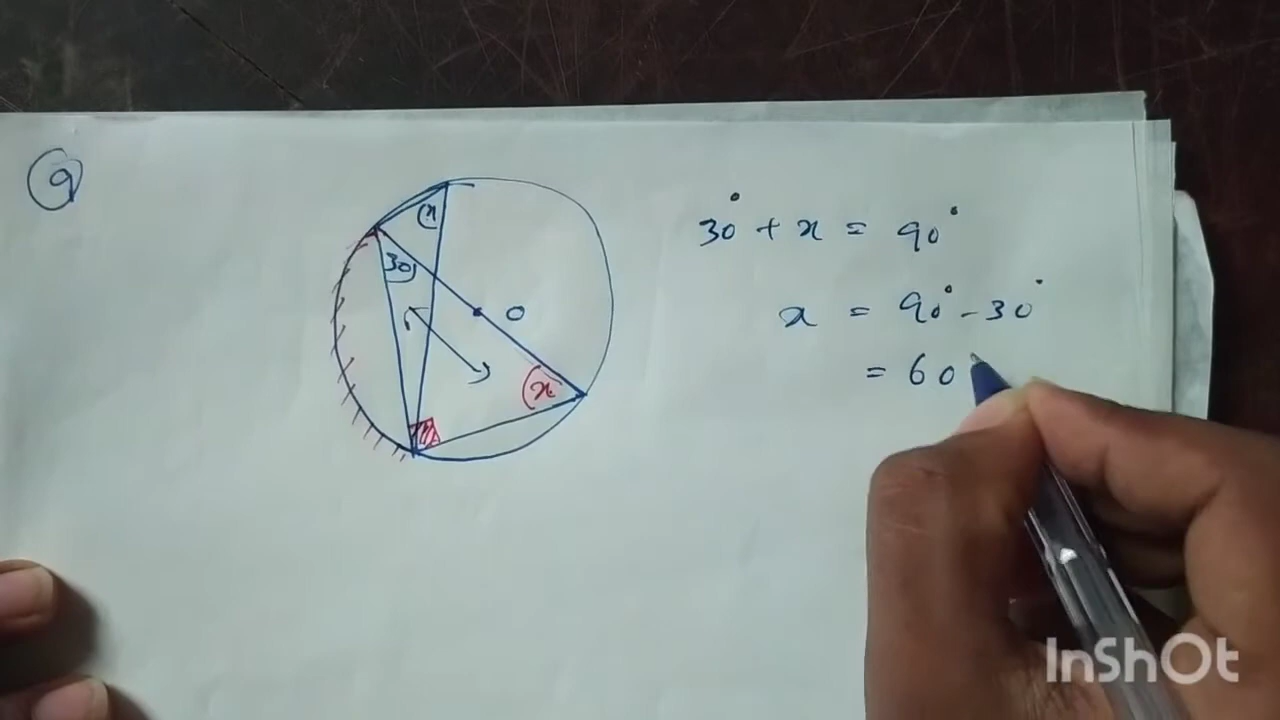 9
x
30
O
x
30° + x = 90°
x = 90° - 30°
= 60
InShOt